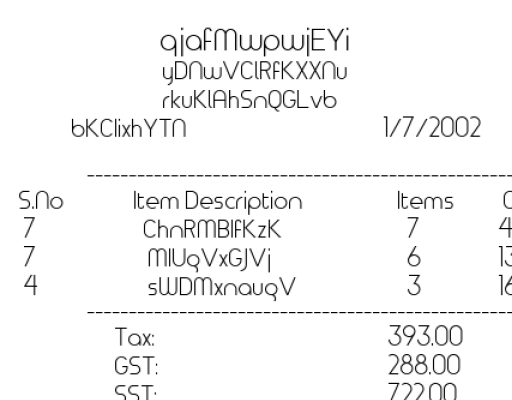 qjafMwpwjEYi
yDNwVClRfKXXNu
rkuKlAhSnQGLvb
bKClixhYTN 1/7/2002
S.No Item Description Items
7 ChnRMBIfKzK 7 4
7 MIUqVxGJVj 6 13
4 sWDMxnauqV 3 16
Tax: 393.00
GST: 288.00
SST: 722.00